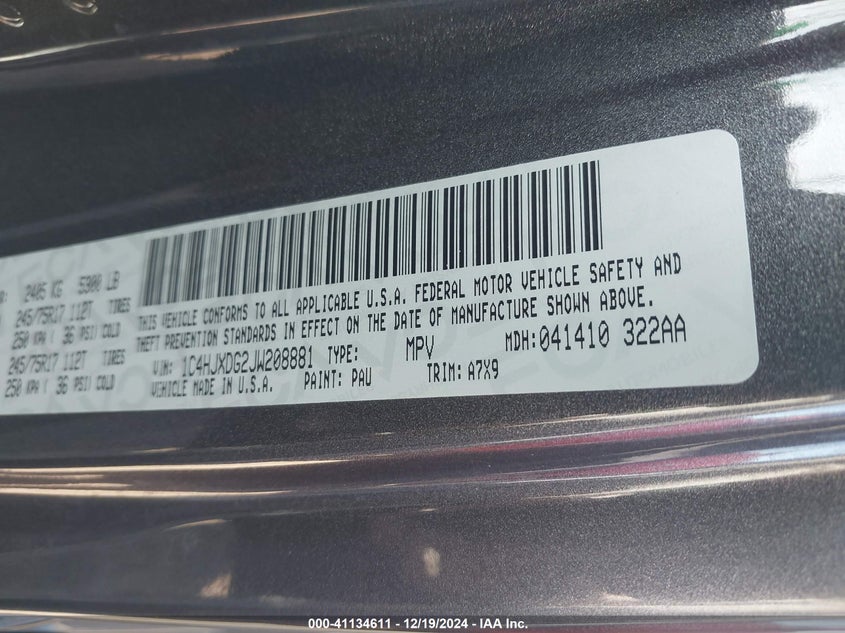 2405 KG 5300 LB
245/75R17 112T TIRES
250 KPA ( 36 PSI) COLD
245/75R17 112T TIRES
250 KPA ( 36 PSI) COLD
THIS VEHICLE CONFORMS TO ALL APPLICABLE U.S.A. FEDERAL MOTOR VEHICLE SAFETY AND
THEFT PREVENTION STANDARDS IN EFFECT ON THE DATE OF MANUFACTURE SHOWN ABOVE.
VIN: 1C4HJXDG2JW208881 TYPE: MPV MDH:041410 322AA
VEHICLE MADE IN U.S.A. PAINT: PAU TRIM: A7X9
000-41134611 - 12/19/2024 - IAA Inc.